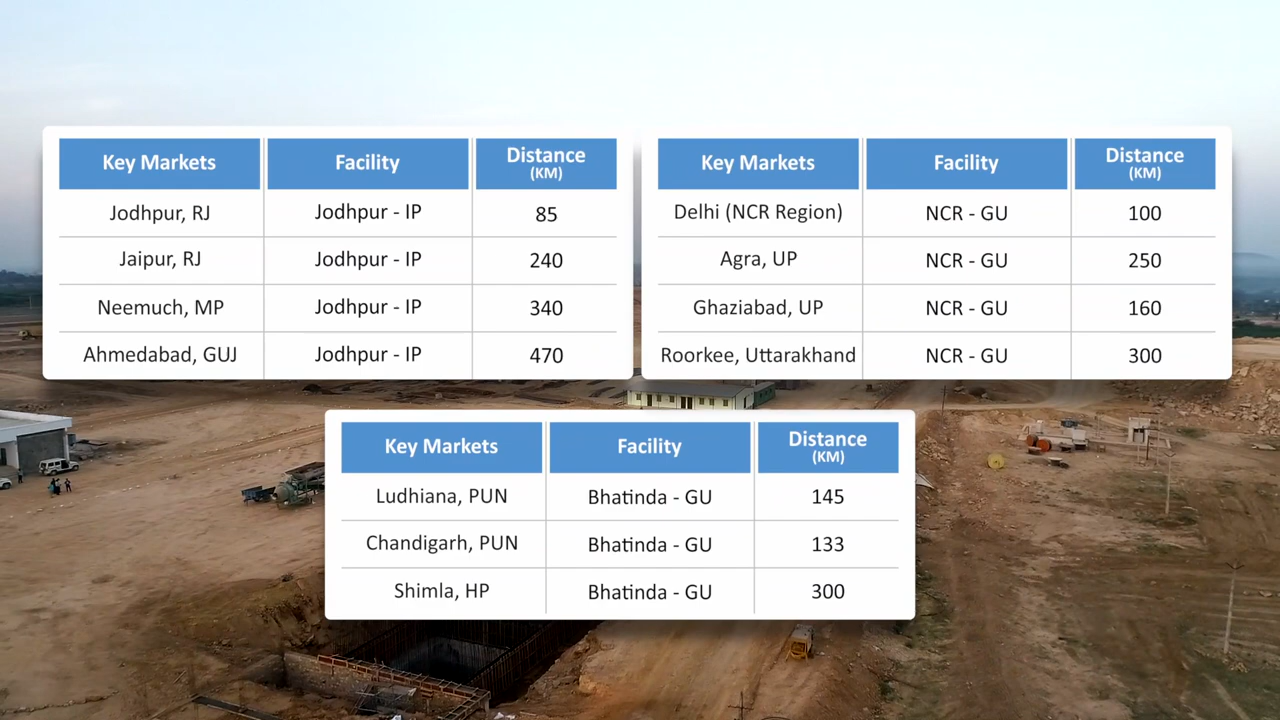 Key Markets Facility Distance (KM)
Jodhpur, RJ Jodhpur - IP 85
Jaipur, RJ Jodhpur - IP 240
Neemuch, MP Jodhpur - IP 340
Ahmedabad, GUJ Jodhpur - IP 470
Key Markets Facility Distance (KM)
Delhi (NCR Region) NCR - GU 100
Agra, UP NCR - GU 250
Ghaziabad, UP NCR - GU 160
Roorkee, Uttarakhand NCR - GU 300
Key Markets Facility Distance (KM)
Ludhiana, PUN Bhatinda - GU 145
Chandigarh, PUN Bhatinda - GU 133
Shimla, HP Bhatinda - GU 300